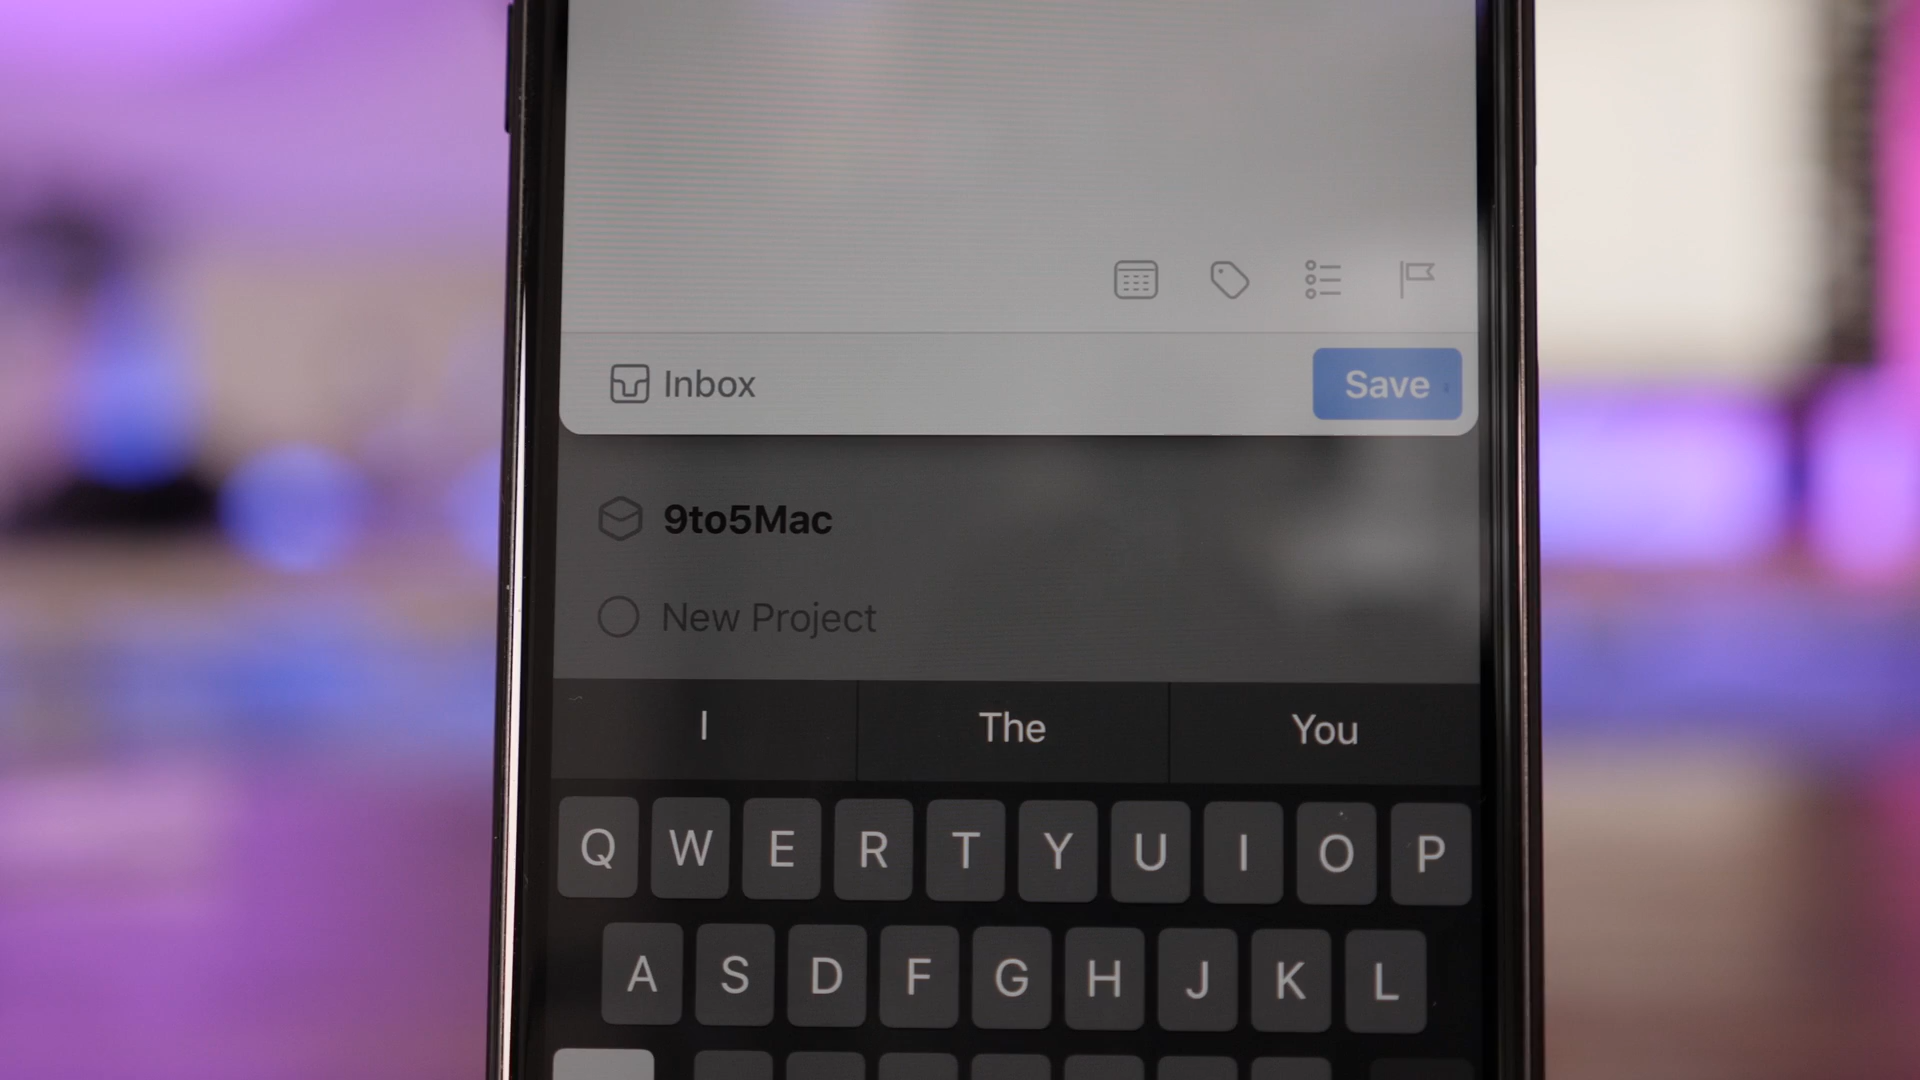 Inbox
Save
9to5Mac
New Project
I The You
Q W E R T Y U I O P
A S D F G H J K L